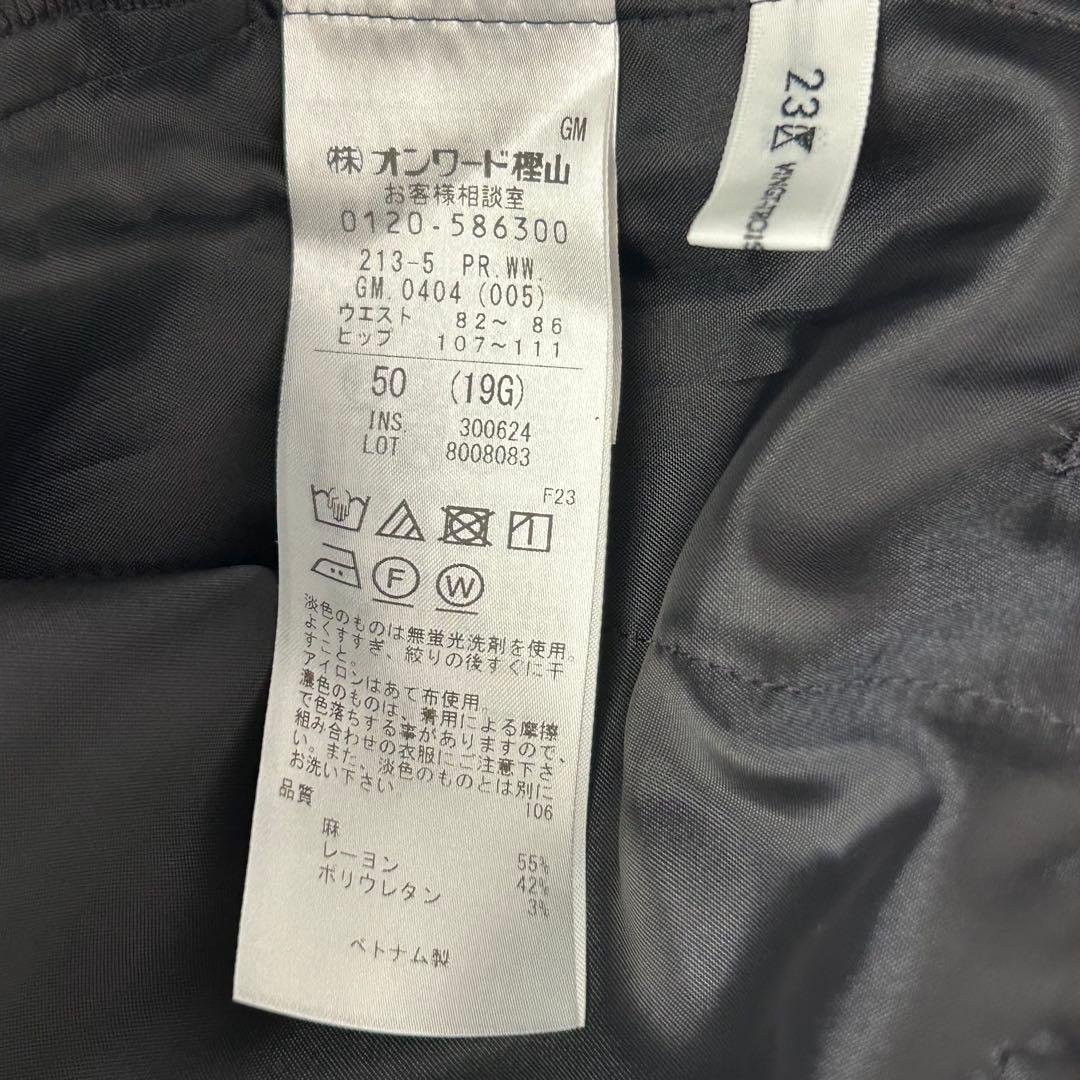 GM
(株)オンワード樫山
お客様相談室
0120-586300
213-5 PR.WW.
GM.0404 (005)
ウエスト 82〜 86
ヒップ 107〜111
50 (19G)
INS. 300624
LOT 8008083
F23
F
W
淡色のものは無蛍光洗剤を使用。
よくすすぎ、絞りの後すぐに干
すこと。
アイロンはあて布使用。
濃色のものは、着用による摩擦
で色落ちする事がありますので、
組み合わせの衣服にご注意下さ
い。また、淡色のものとは別に
お洗い下さい
106
品質
麻 55%
レーヨン 42%
ポリウレタン 3%
ベトナム製
23区
VINGT-TROIS